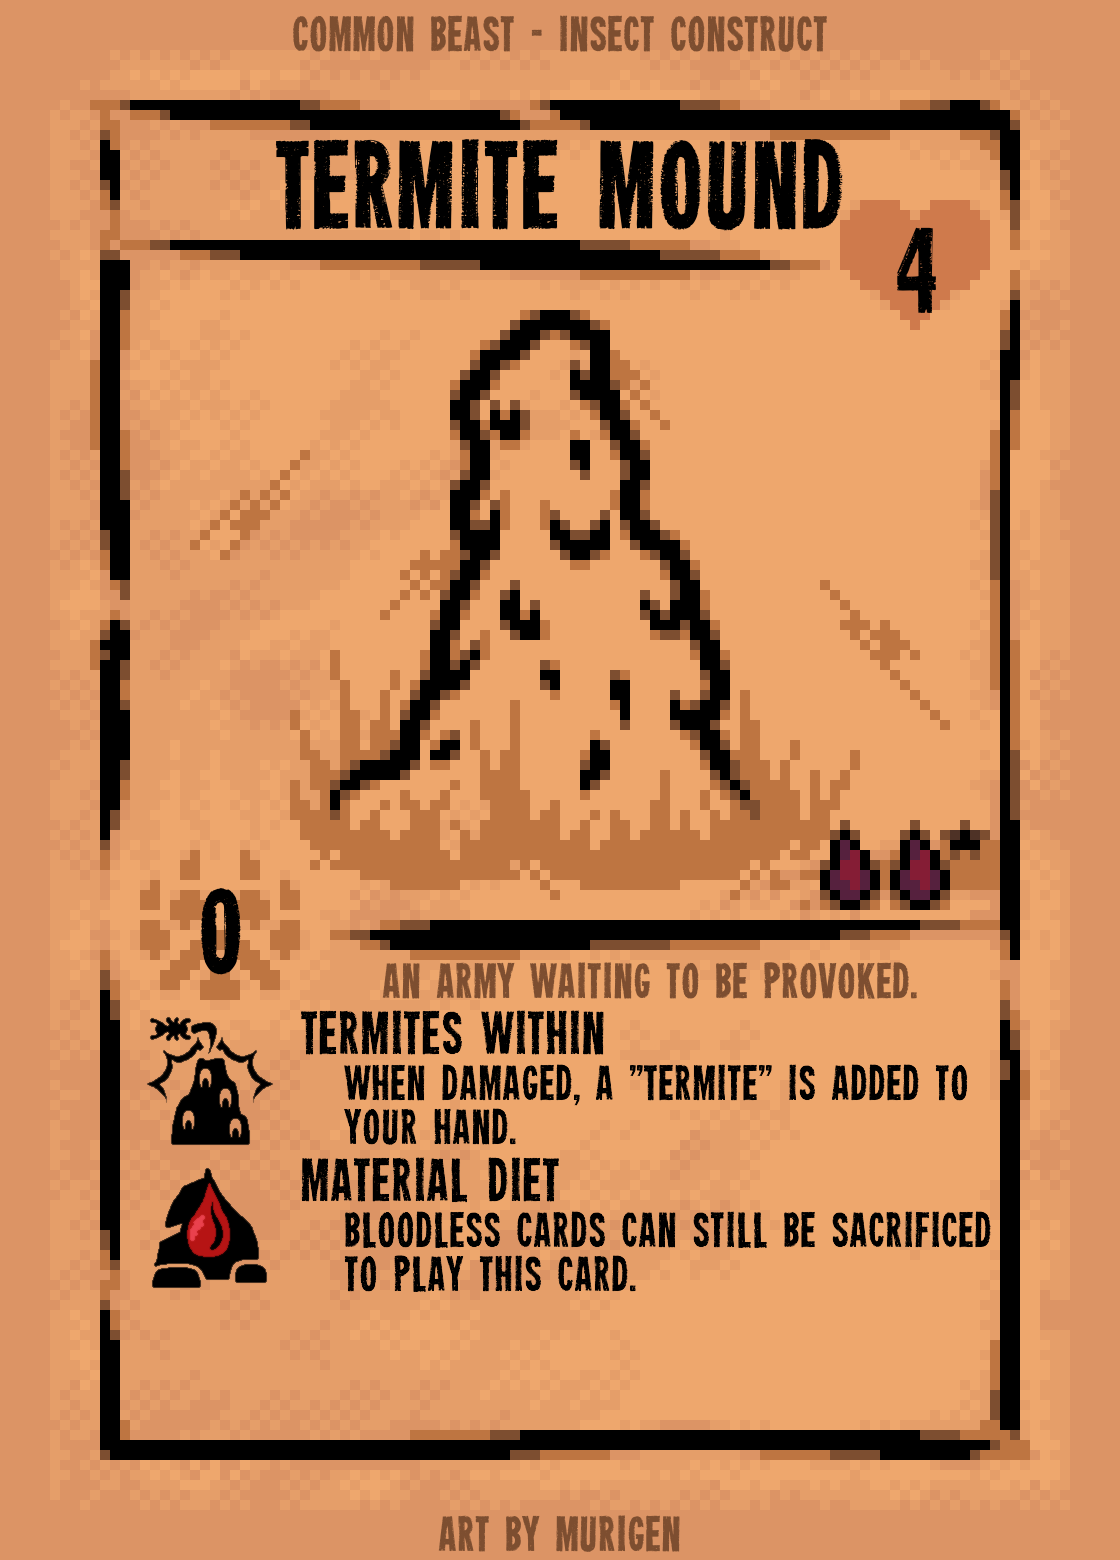 COMMON BEAST - INSECT CONSTRUCT
TERMITE MOUND
4
0
AN ARMY WAITING TO BE PROVOKED.
TERMITES WITHIN
WHEN DAMAGED, A "TERMITE" IS ADDED TO
YOUR HAND.
MATERIAL DIET
BLOODLESS CARDS CAN STILL BE SACRIFICED
TO PLAY THIS CARD.
ART BY MURIGEN